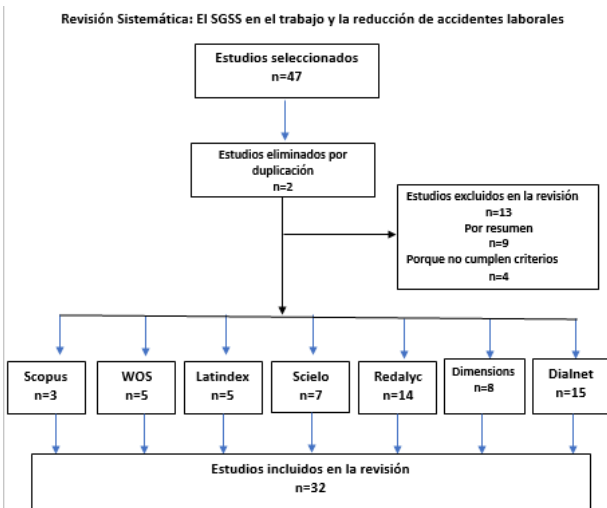 Revisión Sistemática: El SGSS en el trabajo y la reducción de accidentes laborales
Estudios seleccionados
n=47
Estudios eliminados por
duplicación
n=2
Estudios excluidos en la revisión
n=13
Por resumen
n=9
Porque no cumplen criterios
n=4
Scopus
n=3
WOS
n=5
Latindex
n=5
Scielo
n=7
Redalyc
n=14
Dimensions
n=8
Dialnet
n=15
Estudios incluidos en la revisión
n=32